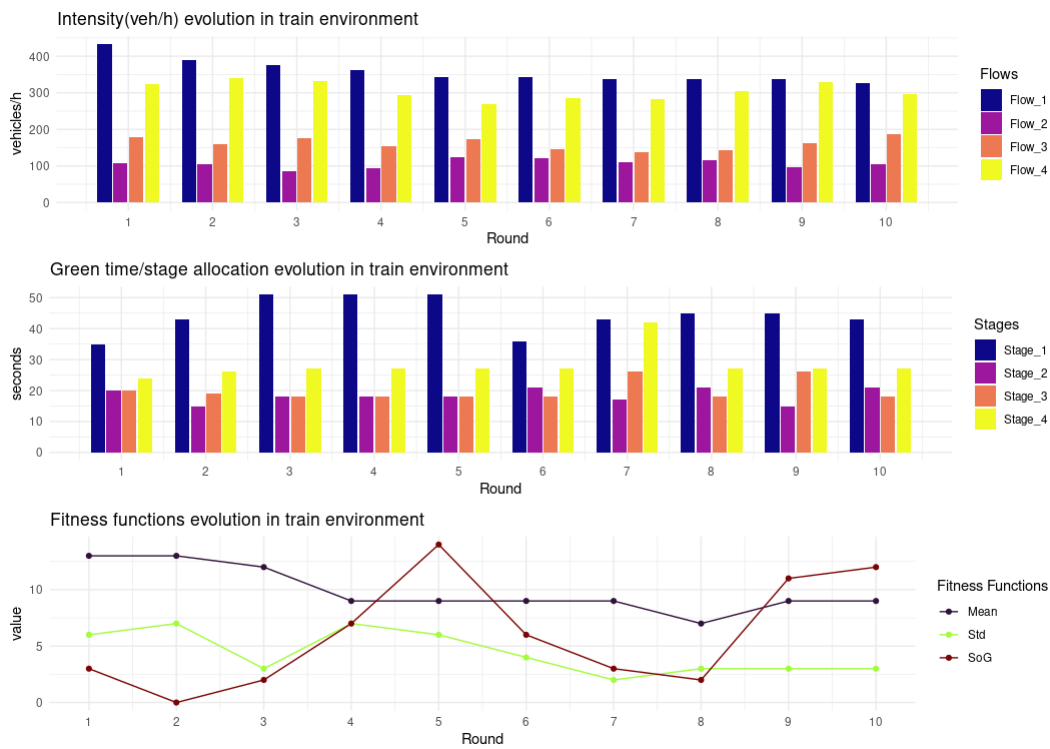 Intensity(veh/h) evolution in train environment
vehicles/h
400
300
200
100
0
1 2 3 4 5 6 7 8 9 10
Round
Flows
Flow_1
Flow_2
Flow_3
Flow_4
Green time/stage allocation evolution in train environment
seconds
50
40
30
20
10
0
1 2 3 4 5 6 7 8 9 10
Round
Stages
Stage_1
Stage_2
Stage_3
Stage_4
Fitness functions evolution in train environment
value
10
5
0
1 2 3 4 5 6 7 8 9 10
Round
Fitness Functions
Mean
Std
SoG